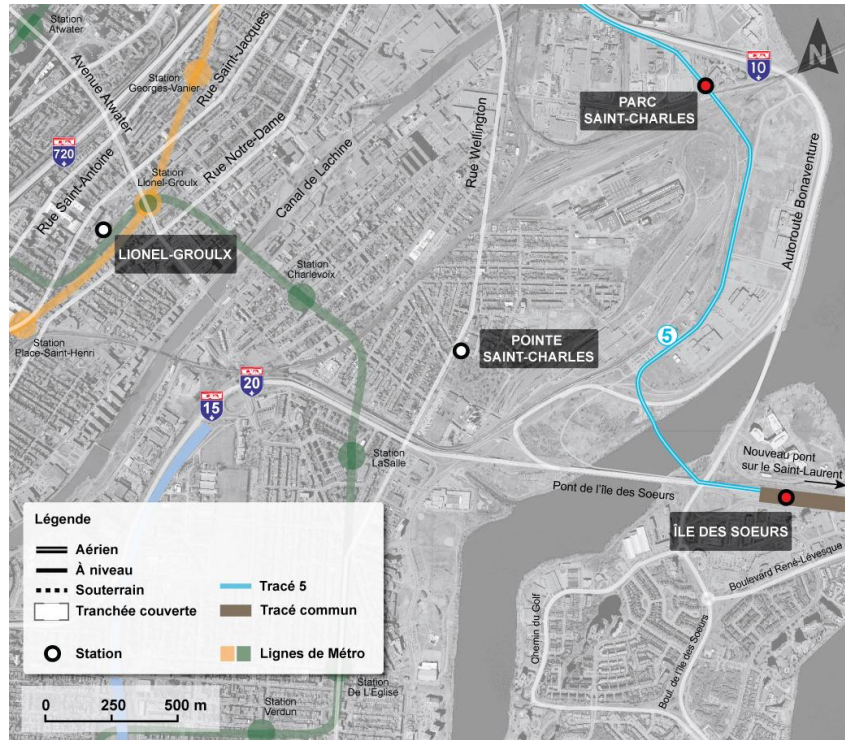 Station
Atwater
Avenue Atwater
Station
Georges-Vanier
Rue Saint-Jacques
N
10
PARC
SAINT-CHARLES
720
Rue Saint-Antoine
Station
Lionel-Groulx
Rue Notre-Dame
Canal de Lachine
Rue Wellington
Autoroute Bonaventure
LIONEL-GROULX
Station
Charlevoix
Station
Place-Saint-Henri
POINTE
SAINT-CHARLES
5
20
15
Station
LaSalle
Nouveau pont
sur le Saint-Laurent
Pont de l'île des Soeurs
ÎLE DES SOEURS
Boulevard René-Lévesque
Chemin du Golf
Boul. de l'île des Soeurs
Légende
Aérien
À niveau
Souterrain
Tranchée couverte
Station
Tracé 5
Tracé commun
Lignes de Métro
Station
De L'Église
Station
Verdun
0 250 500 m